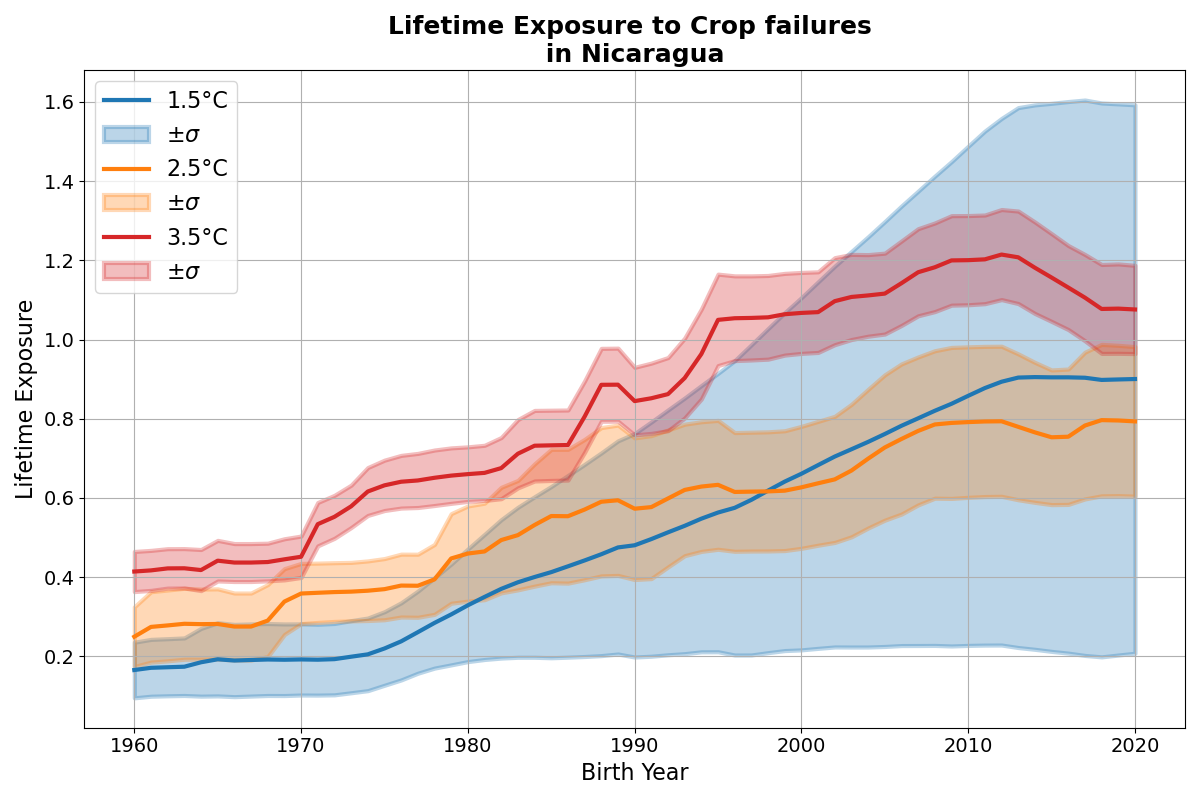 Lifetime Exposure to Crop failures
in Nicaragua
1.5°C
±σ
2.5°C
±σ
3.5°C
±σ
Lifetime Exposure
1.6
1.4
1.2
1.0
0.8
0.6
0.4
0.2
1960 1970 1980 1990 2000 2010 2020
Birth Year